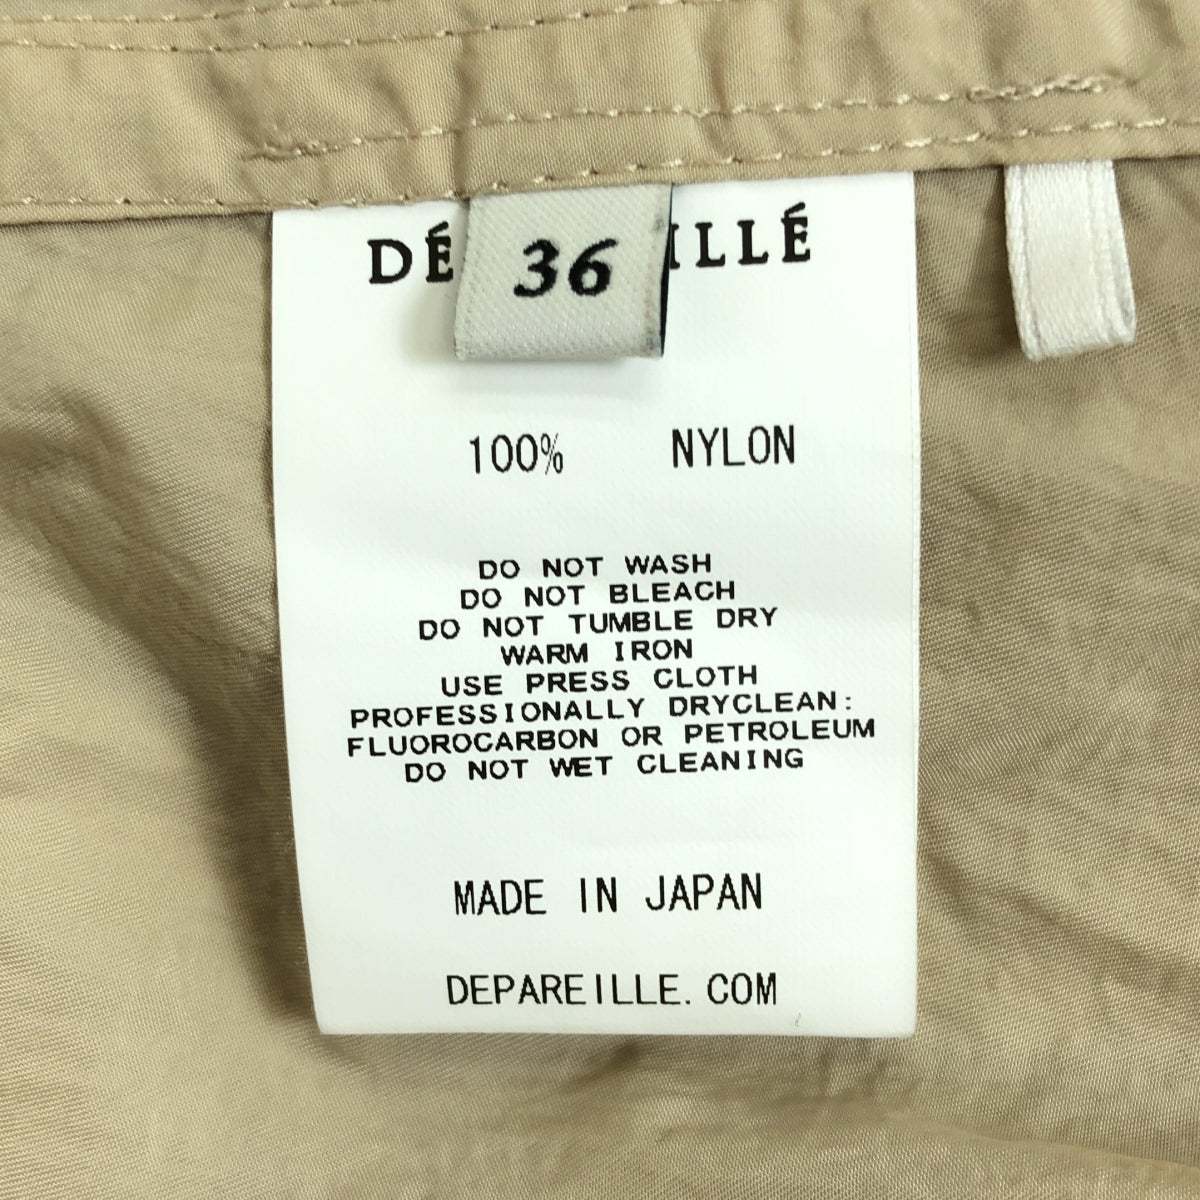 DÉ ILLÉ
36
100% NYLON
DO NOT WASH
DO NOT BLEACH
DO NOT TUMBLE DRY
WARM IRON
USE PRESS CLOTH
PROFESSIONALLY DRYCLEAN:
FLUOROCARBON OR PETROLEUM
DO NOT WET CLEANING
MADE IN JAPAN
DEPAREILLE.COM